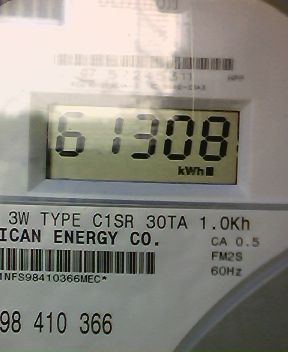 61308
kWh
3W TYPE C1SR 30TA 1.0Kh
ICAN ENERGY CO.
CA 0.5
FM2S
60Hz
1NFS98410366MEC*
98 410 366